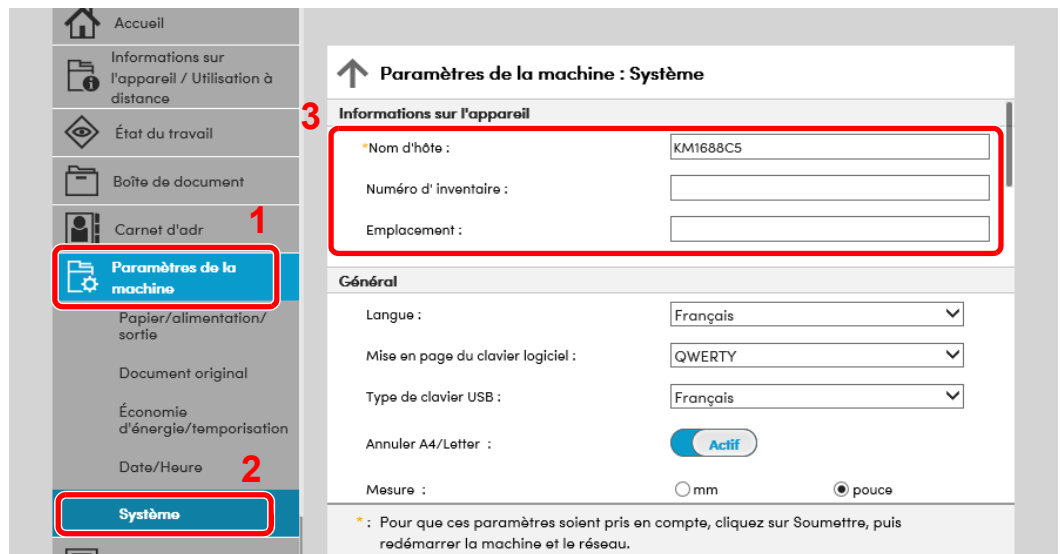 Accueil
Informations sur
l'appareil / Utilisation à
distance
État du travail
Boîte de document
Carnet d'adr
1
Paramètres de la
machine
Papier/alimentation/
sortie
Document original
Économie
d'énergie/temporisation
Date/Heure
2
Système
Paramètres de la machine : Système
3
Informations sur l'appareil
*Nom d'hôte : KM1688C5
Numéro d' inventaire :
Emplacement :
Général
Langue : Français
Mise en page du clavier logiciel : QWERTY
Type de clavier USB : Français
Annuler A4/Letter : Actif
Mesure : mm pouce
* : Pour que ces paramètres soient pris en compte, cliquez sur Soumettre, puis
redémarrer la machine et le réseau.